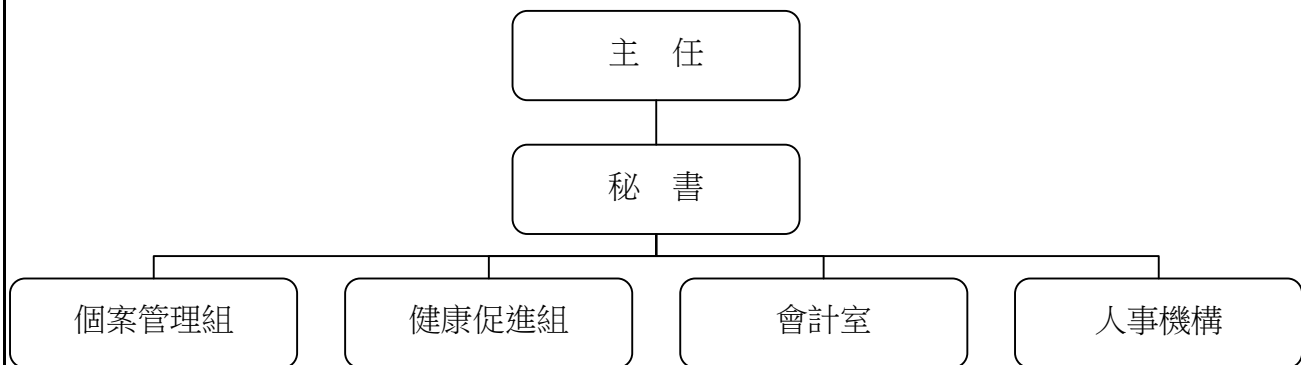 主　任
秘　書
個案管理組
健康促進組
會計室
人事機構